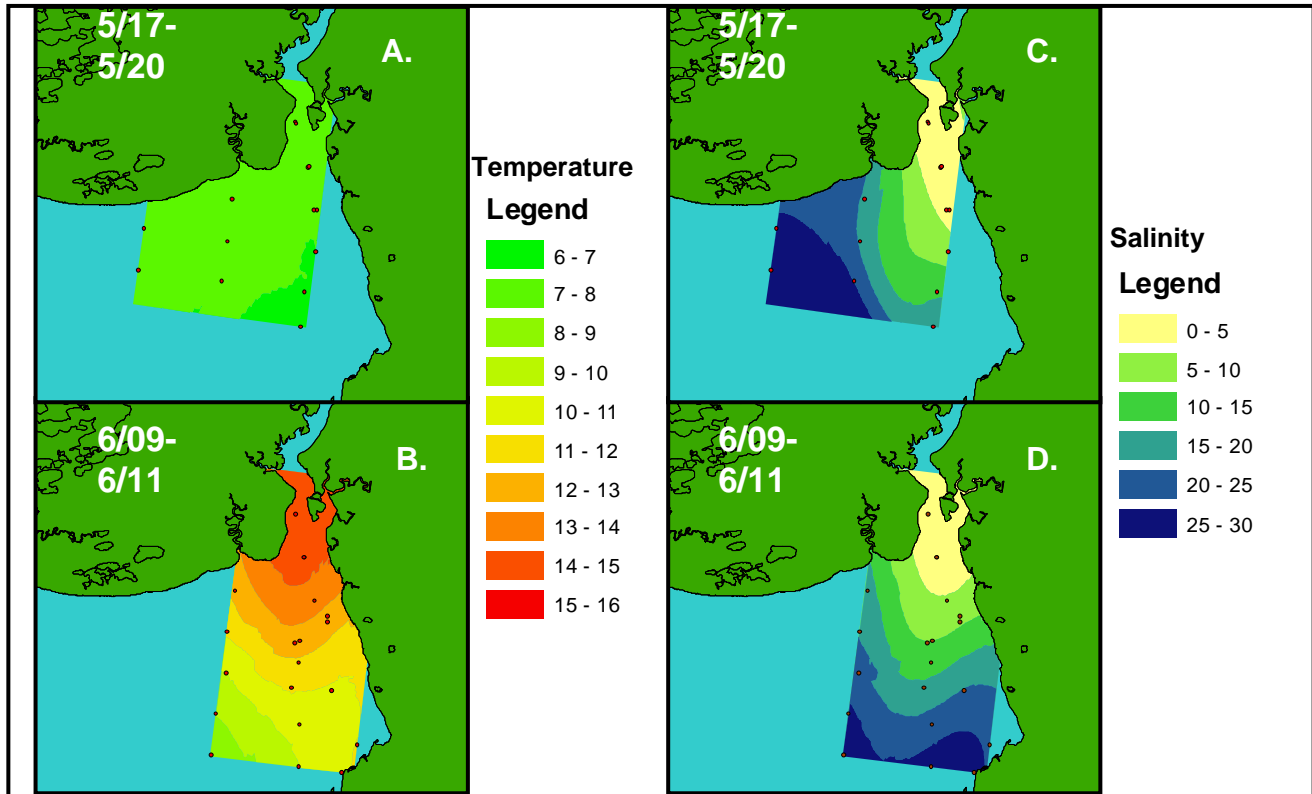 5/17-
5/20
A.
Temperature
Legend
6 - 7
7 - 8
8 - 9
9 - 10
10 - 11
11 - 12
12 - 13
13 - 14
14 - 15
15 - 16
6/09-
6/11
B.
5/17-
5/20
C.
Salinity
Legend
0 - 5
5 - 10
10 - 15
15 - 20
20 - 25
25 - 30
6/09-
6/11
D.